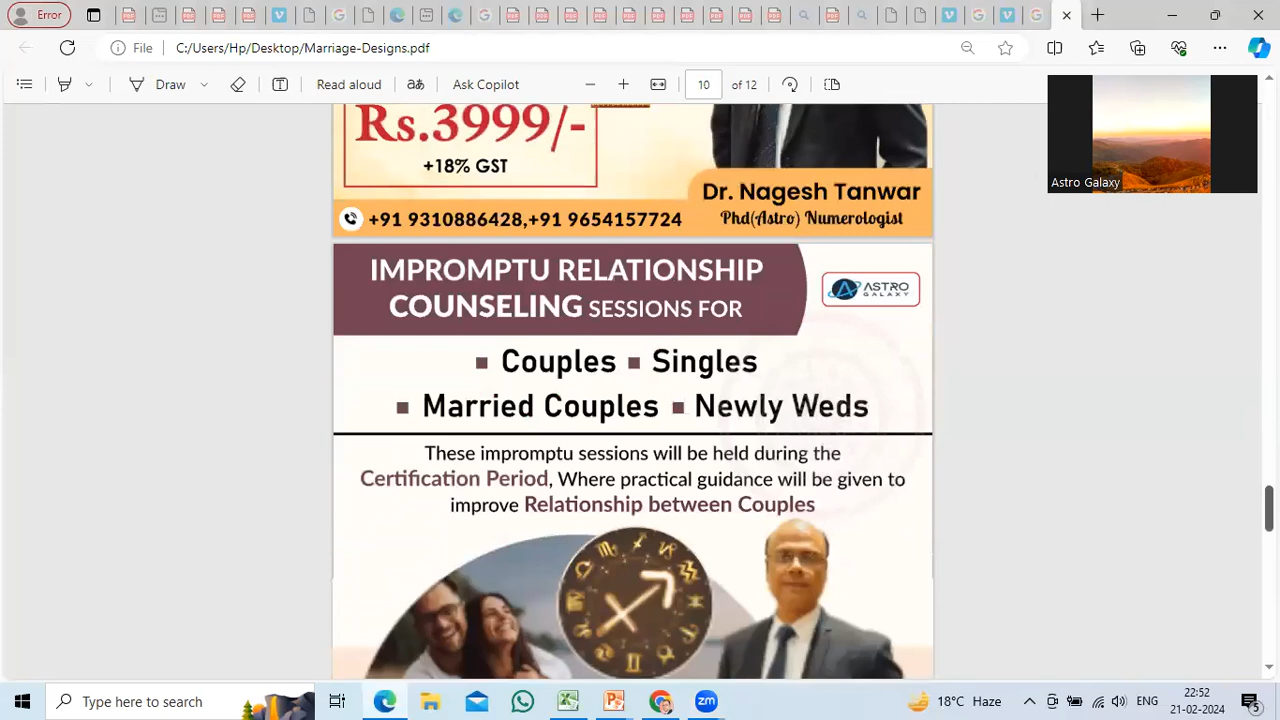 Error
File
C:/Users/Hp/Desktop/Marriage-Designs.pdf
Draw
Read aloud
aあ
Ask Copilot
10
of 12
Rs.3999/-
+18% GST
Dr. Nagesh Tanwar
Phd(Astro) Numerologist
+91 9310886428,+91 9654157724
Astro Galaxy
IMPROMPTU RELATIONSHIP
COUNSELING SESSIONS FOR
ASTRO
GALAXY
▪ Couples ▪ Singles
▪ Married Couples ▪ Newly Weds
These impromptu sessions will be held during the
Certification Period, Where practical guidance will be given to
improve Relationship between Couples
Type here to search
zm
18°C Haze
ENG
22:52
21-02-2024
5